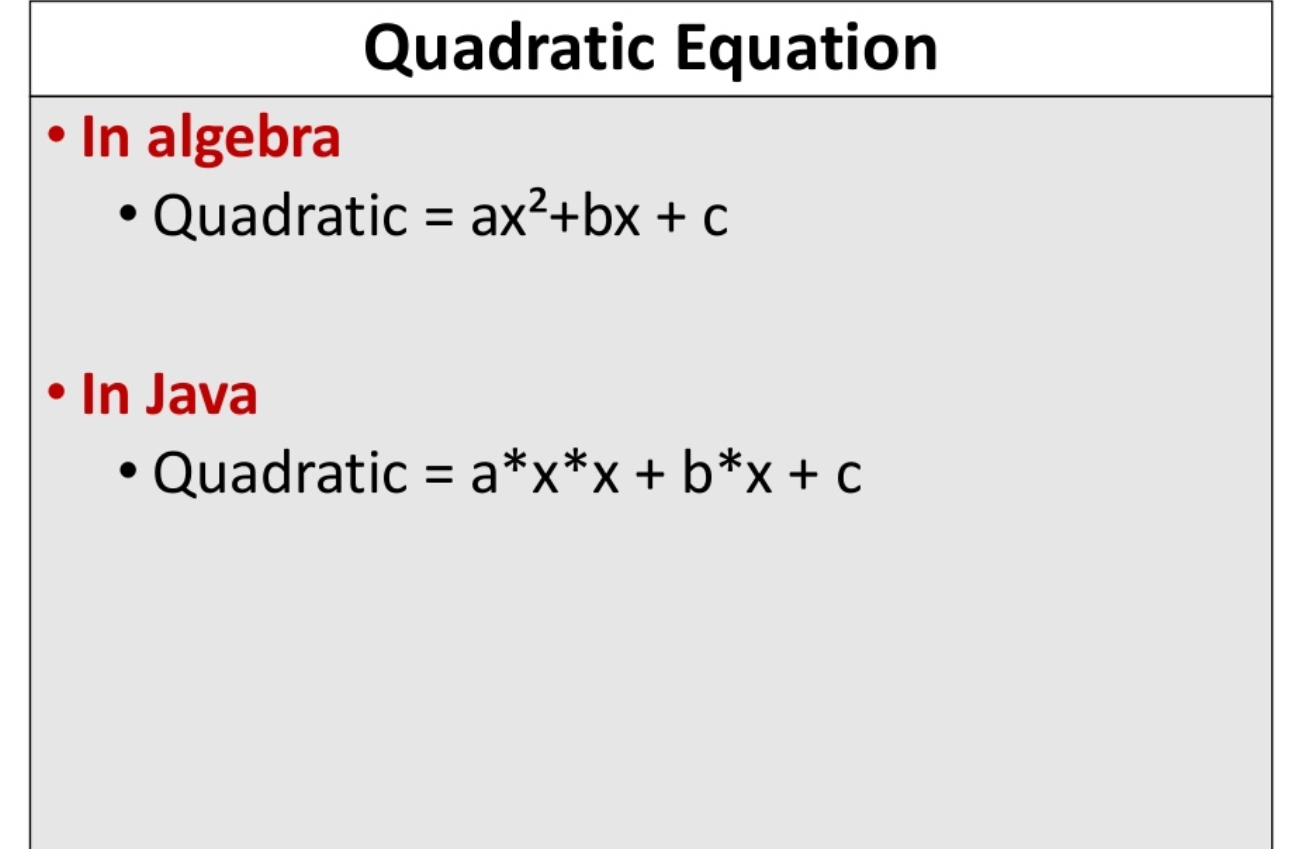 Quadratic Equation
• In algebra
• Quadratic = ax²+bx + c
• In Java
• Quadratic = a*x*x + b*x + c